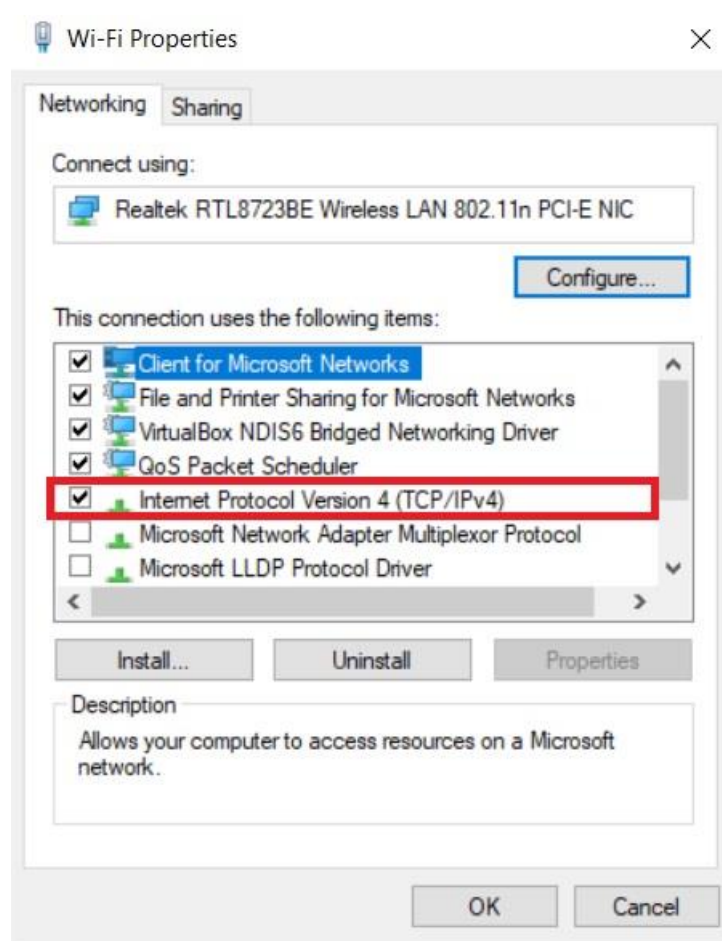 Wi-Fi Properties
Networking Sharing
Connect using:
Realtek RTL8723BE Wireless LAN 802.11n PCI-E NIC
Configure...
This connection uses the following items:
Client for Microsoft Networks
File and Printer Sharing for Microsoft Networks
VirtualBox NDIS6 Bridged Networking Driver
QoS Packet Scheduler
Internet Protocol Version 4 (TCP/IPv4)
Microsoft Network Adapter Multiplexor Protocol
Microsoft LLDP Protocol Driver
Install... Uninstall Properties
Description
Allows your computer to access resources on a Microsoft
network.
OK Cancel